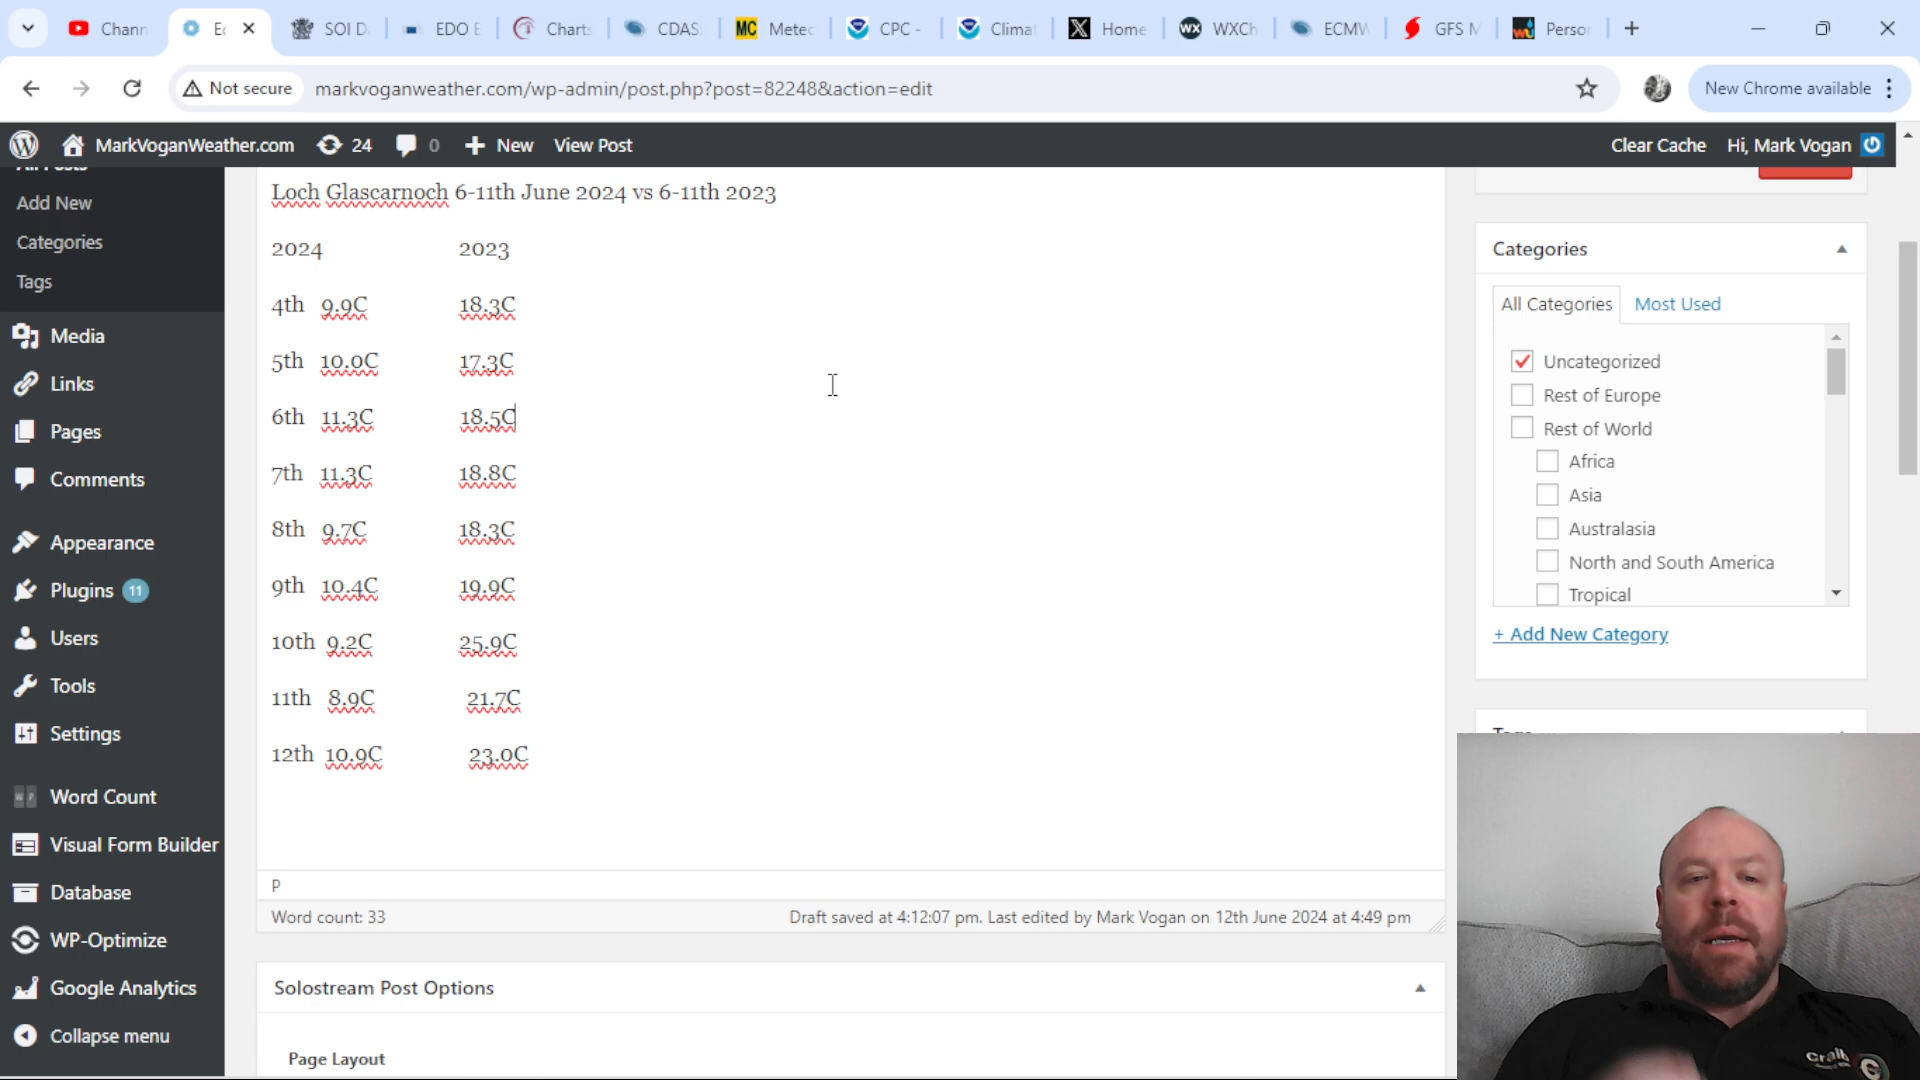 Chann
Ec
SOI D
EDO E
Charts
CDAS
MC Metec
CPC -
Climat
Home
WX WXCh
ECMW
GFS M
Person
Not secure
markvoganweather.com/wp-admin/post.php?post=82248&action=edit
New Chrome available
MarkVoganWeather.com
24
0
New
View Post
Clear Cache
Hi, Mark Vogan
All Posts
Add New
Categories
Tags
Media
Links
Pages
Comments
Appearance
Plugins 11
Users
Tools
Settings
Word Count
Visual Form Builder
Database
WP-Optimize
Google Analytics
Collapse menu
Loch Glascarnoch 6-11th June 2024 vs 6-11th 2023
2024 2023
4th 9.9C 18.3C
5th 10.0C 17.3C
6th 11.3C 18.5C
7th 11.3C 18.8C
8th 9.7C 18.3C
9th 10.4C 19.9C
10th 9.2C 25.9C
11th 8.9C 21.7C
12th 10.9C 23.0C
P
Word count: 33
Draft saved at 4:12:07 pm. Last edited by Mark Vogan on 12th June 2024 at 4:49 pm
Solostream Post Options
Page Layout
Categories
All Categories
Most Used
Uncategorized
Rest of Europe
Rest of World
Africa
Asia
Australasia
North and South America
Tropical
+ Add New Category
Tags